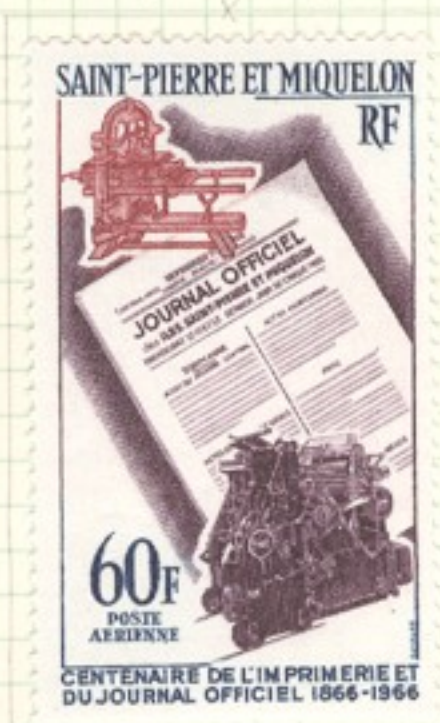 SAINT-PIERRE ET MIQUELON
RF
JOURNAL OFFICIEL
ILES SAINT-PIERRE ET MIQUELON
60F
POSTE
AERIENNE
CENTENAIRE DE L'IMPRIMERIE ET
DU JOURNAL OFFICIEL 1866-1966